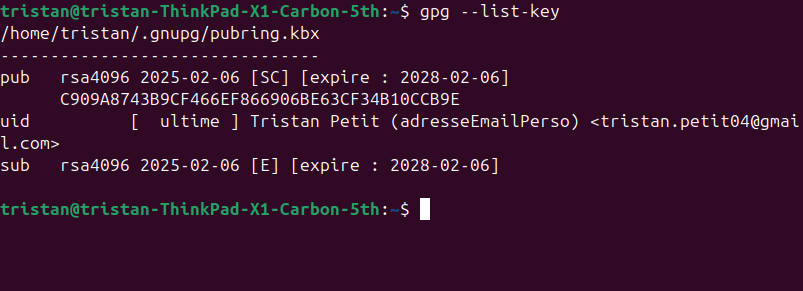 tristan@tristan-ThinkPad-X1-Carbon-5th:~$ gpg --list-key
/home/tristan/.gnupg/pubring.kbx
--------------------------------
pub   rsa4096 2025-02-06 [SC] [expire : 2028-02-06]
      C909A8743B9CF466EF866906BE63CF34B10CCB9E
uid          [  ultime ] Tristan Petit (adresseEmailPerso) <tristan.petit04@gmai
l.com>
sub   rsa4096 2025-02-06 [E] [expire : 2028-02-06]

tristan@tristan-ThinkPad-X1-Carbon-5th:~$